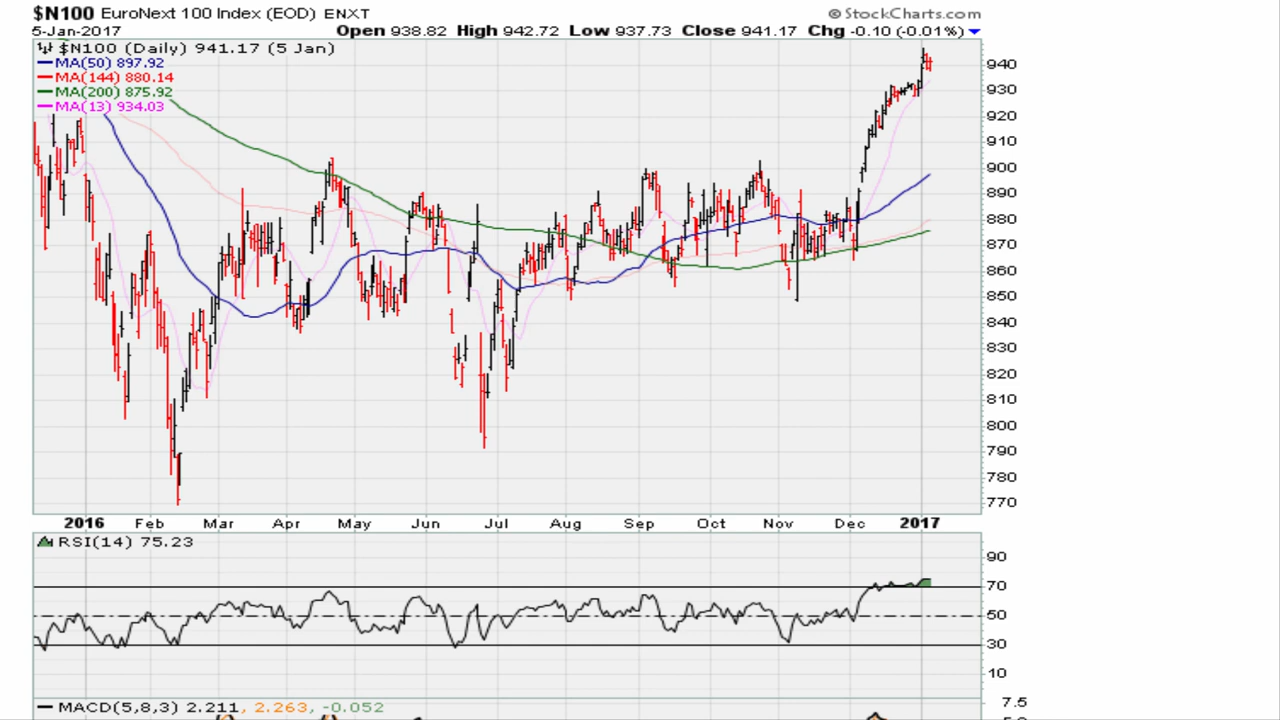 $N100 EuroNext 100 Index (EOD) ENXT © StockCharts.com
5-Jan-2017 Open 938.82 High 942.72 Low 937.73 Close 941.17 Chg -0.10 (-0.01%)
$N100 (Daily) 941.17 (5 Jan)
MA(50) 897.92
MA(144) 880.14
MA(200) 875.92
MA(13) 934.03
940
930
920
910
900
890
880
870
860
850
840
830
820
810
800
790
780
770
2016 Feb Mar Apr May Jun Jul Aug Sep Oct Nov Dec 2017
RSI(14) 75.23
90
70
50
30
10
MACD(5,8,3) 2.211, 2.263, -0.052
7.5